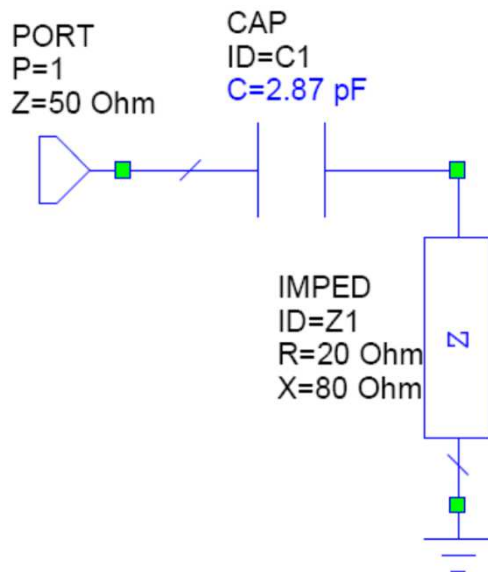 PORT
P=1
Z=50 Ohm
CAP
ID=C1
C=2.87 pF
IMPED
ID=Z1
R=20 Ohm
X=80 Ohm
Z